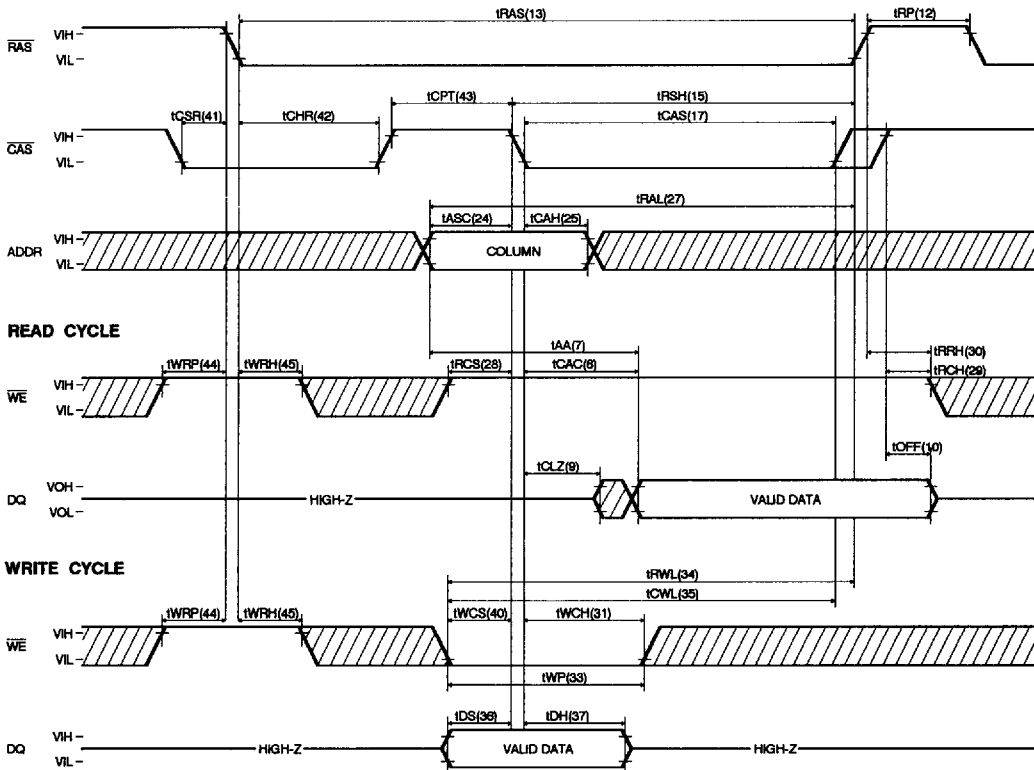 tRAS(13) tRP(12)
RAS VIH
VIL
tCPT(43) tRSH(15)
tCSR(41) tCHR(42) tCAS(17)
CAS VIH
VIL
tRAL(27)
tASC(24) tCAH(25)
ADDR VIH COLUMN
VIL
READ CYCLE
tAA(7)
tWRP(44) tWRH(45) tRCS(28) tCAC(6) tRRH(30)
tRCH(29)
WE VIH
VIL
tCLZ(9) tOFF(10)
DQ VOH HIGH-Z VALID DATA
VOL
WRITE CYCLE
tRWL(34)
tCWL(35)
tWRP(44) tWRH(45) tWCS(40) tWCH(31)
WE VIH
VIL
tWP(33)
tDS(36) tDH(37)
DQ VIH HIGH-Z VALID DATA HIGH-Z
VIL